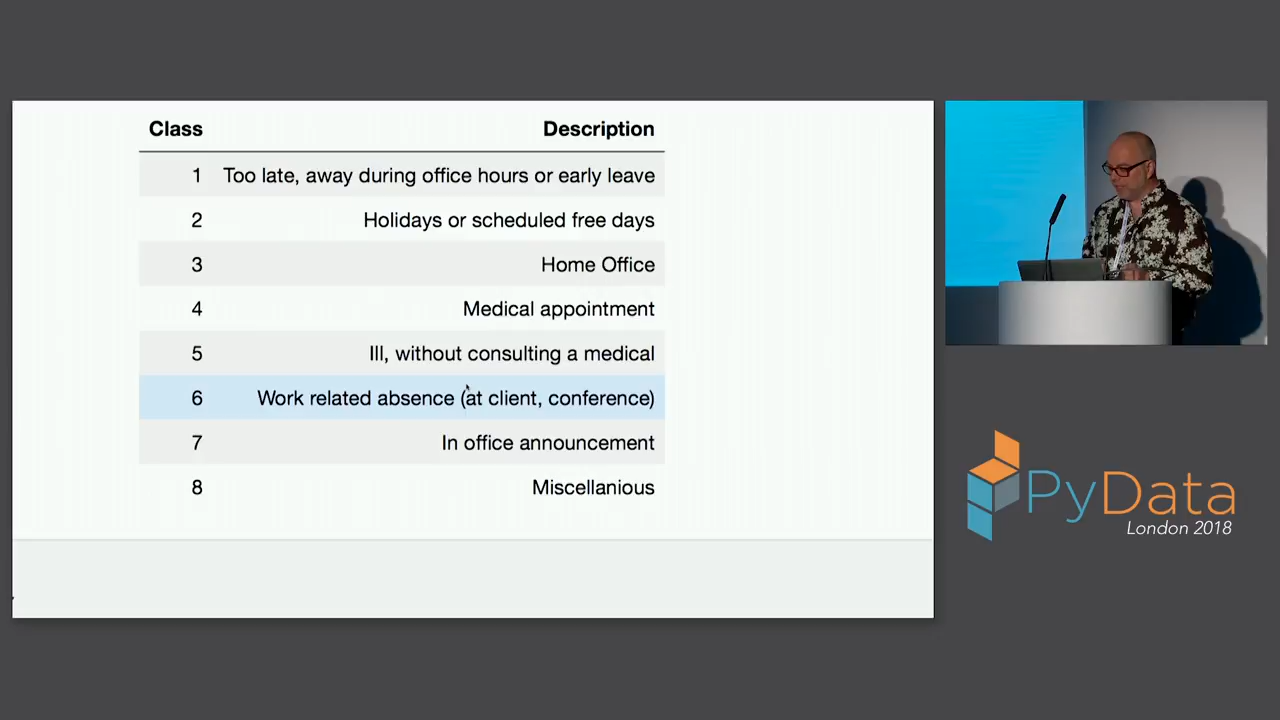 Class Description
1 Too late, away during office hours or early leave
2 Holidays or scheduled free days
3 Home Office
4 Medical appointment
5 Ill, without consulting a medical
6 Work related absence (at client, conference)
7 In office announcement
8 Miscellanious
PyData
London 2018